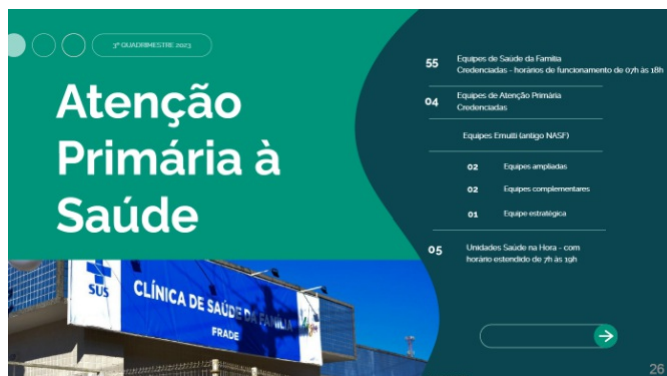 3º QUADRIMESTRE 2023
Atenção
Primária à
Saúde
SUS
CLÍNICA DE SAÚDE DA FAMÍLIA
FRADE
55 Equipes de Saúde da Família
Credenciadas - horários de funcionamento de 07h às 18h
04 Equipes de Atenção Primária
Credenciadas
Equipes Emulti (antigo NASF)
02 Equipes ampliadas
02 Equipes complementares
01 Equipe estratégica
05 Unidades Saúde na Hora - com
horário estendido de 7h às 19h
26